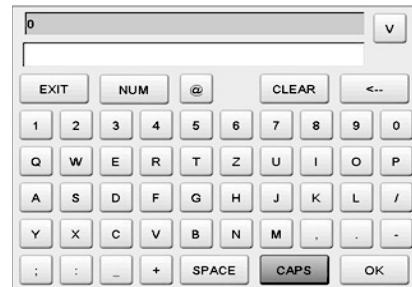 0
V
EXIT NUM @ CLEAR <--
1 2 3 4 5 6 7 8 9 0
Q W E R T Z U I O P
A S D F G H J K L /
Y X C V B N M , . -
; : _ + SPACE CAPS OK